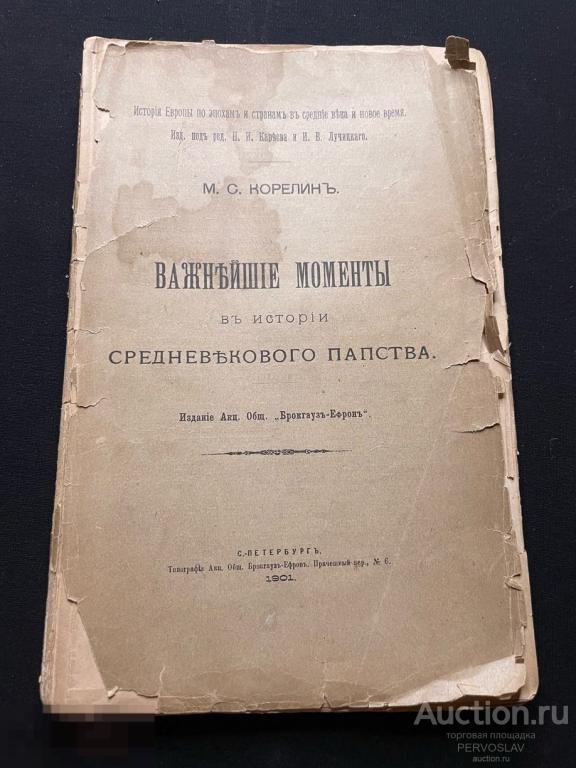 Исторія Европы по эпохамъ и странамъ въ средніе вѣка и новое время.
Изд. подъ ред. Н. И. Карѣева и И. В. Лучицкаго.
М. С. КОРЕЛИНЪ.
ВАЖНѢЙШІЕ МОМЕНТЫ
ВЪ ИСТОРІИ
СРЕДНЕВѢКОВОГО ПАПСТВА.
Изданіе Акц. Общ. „Брокгаузъ-Ефронъ“.
С.-ПЕТЕРБУРГЪ.
Типографія Акц. Общ. Брокгаузъ-Ефронъ. Прачешный пер., № 6.
1901.
Auction.ru
торговая площадка
PERVOSLAV
auction.ru